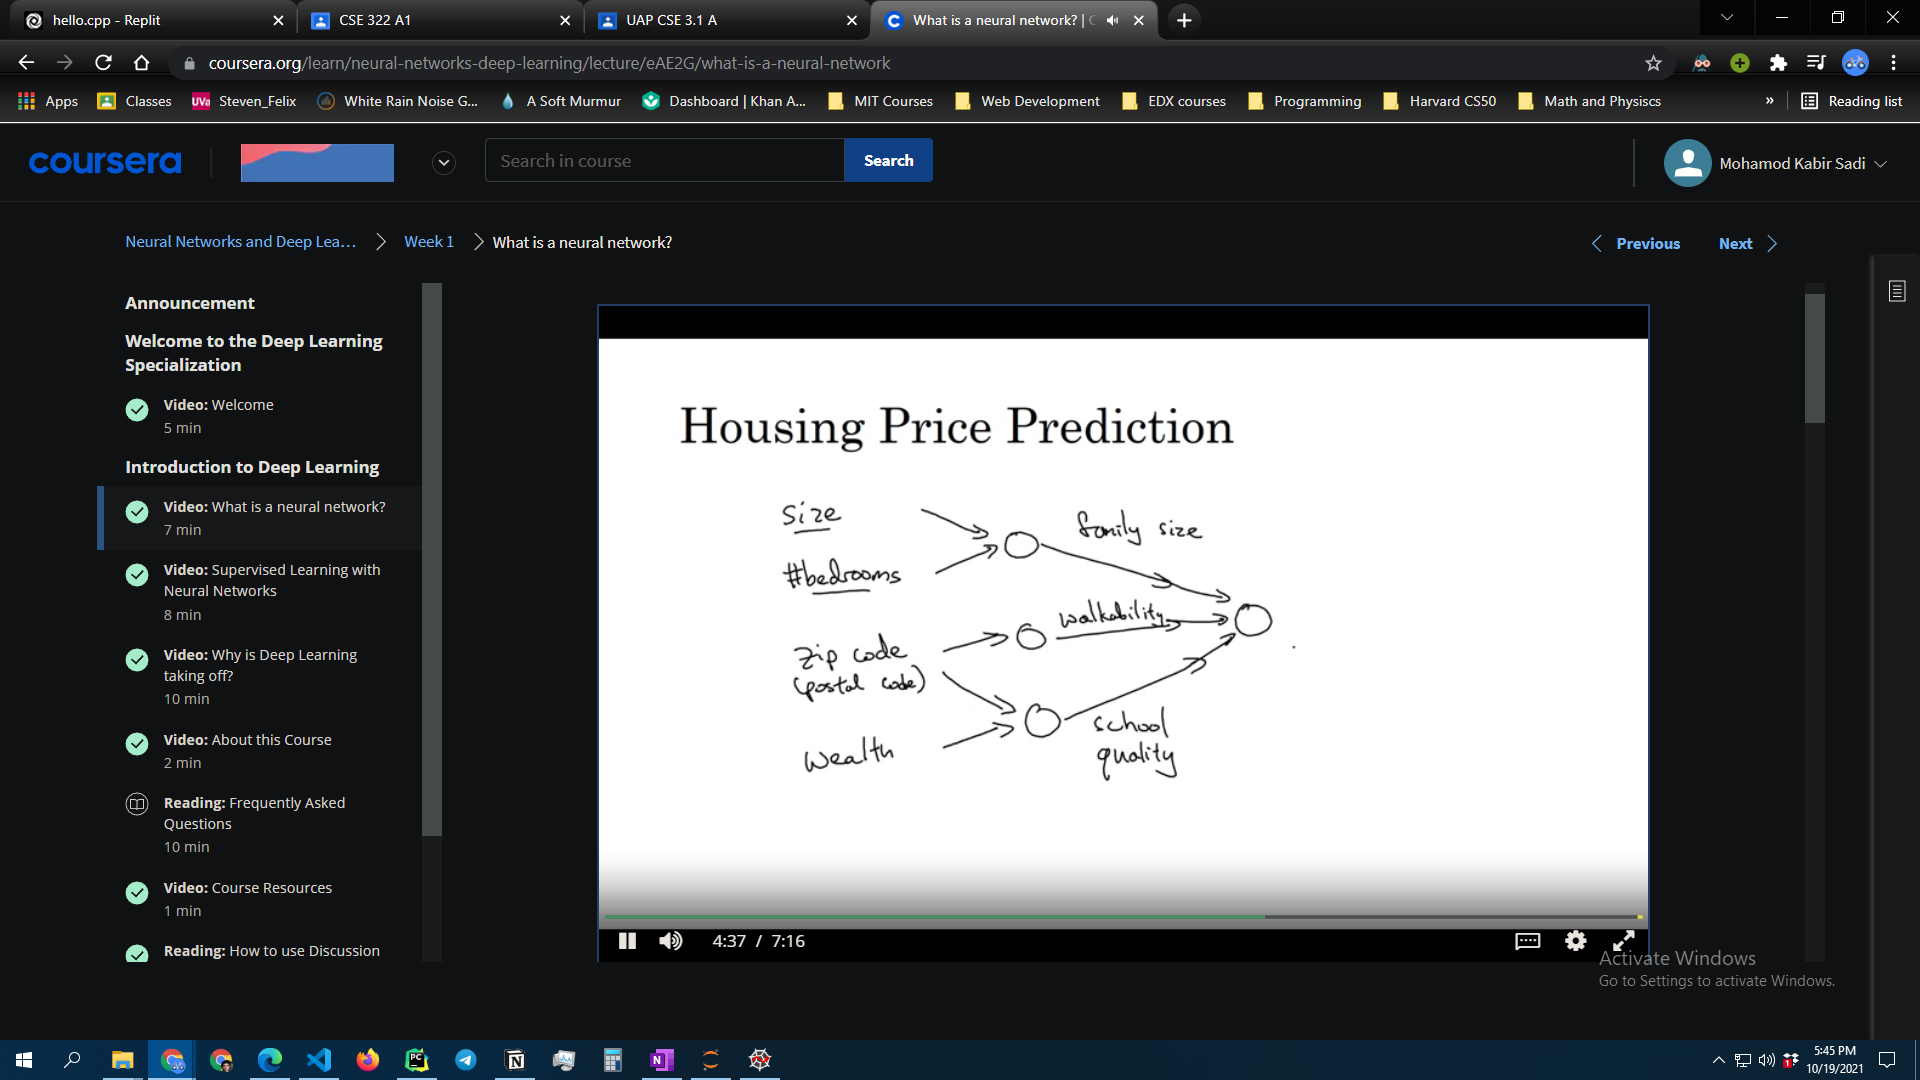 hello.cpp - Replit
CSE 322 A1
UAP CSE 3.1 A
What is a neural network? | C
coursera.org/learn/neural-networks-deep-learning/lecture/eAE2G/what-is-a-neural-network
Apps
Classes
UVa
Steven_Felix
White Rain Noise G...
A Soft Murmur
Dashboard | Khan A...
MIT Courses
Web Development
EDX courses
Programming
Harvard CS50
Math and Physiscs
»
Reading list
coursera
Search in course
Search
Mohamod Kabir Sadi
Neural Networks and Deep Lea...
Week 1
What is a neural network?
Previous
Next
Announcement
Welcome to the Deep Learning
Specialization
Video: Welcome
5 min
Introduction to Deep Learning
Video: What is a neural network?
7 min
Video: Supervised Learning with
Neural Networks
8 min
Video: Why is Deep Learning
taking off?
10 min
Video: About this Course
2 min
Reading: Frequently Asked
Questions
10 min
Video: Course Resources
1 min
Reading: How to use Discussion
Housing Price Prediction
size
#bedrooms
zip code
(postal code)
wealth
family size
walkability
school
quality
4:37 / 7:16
Activate Windows
Go to Settings to activate Windows.
5:45 PM
10/19/2021